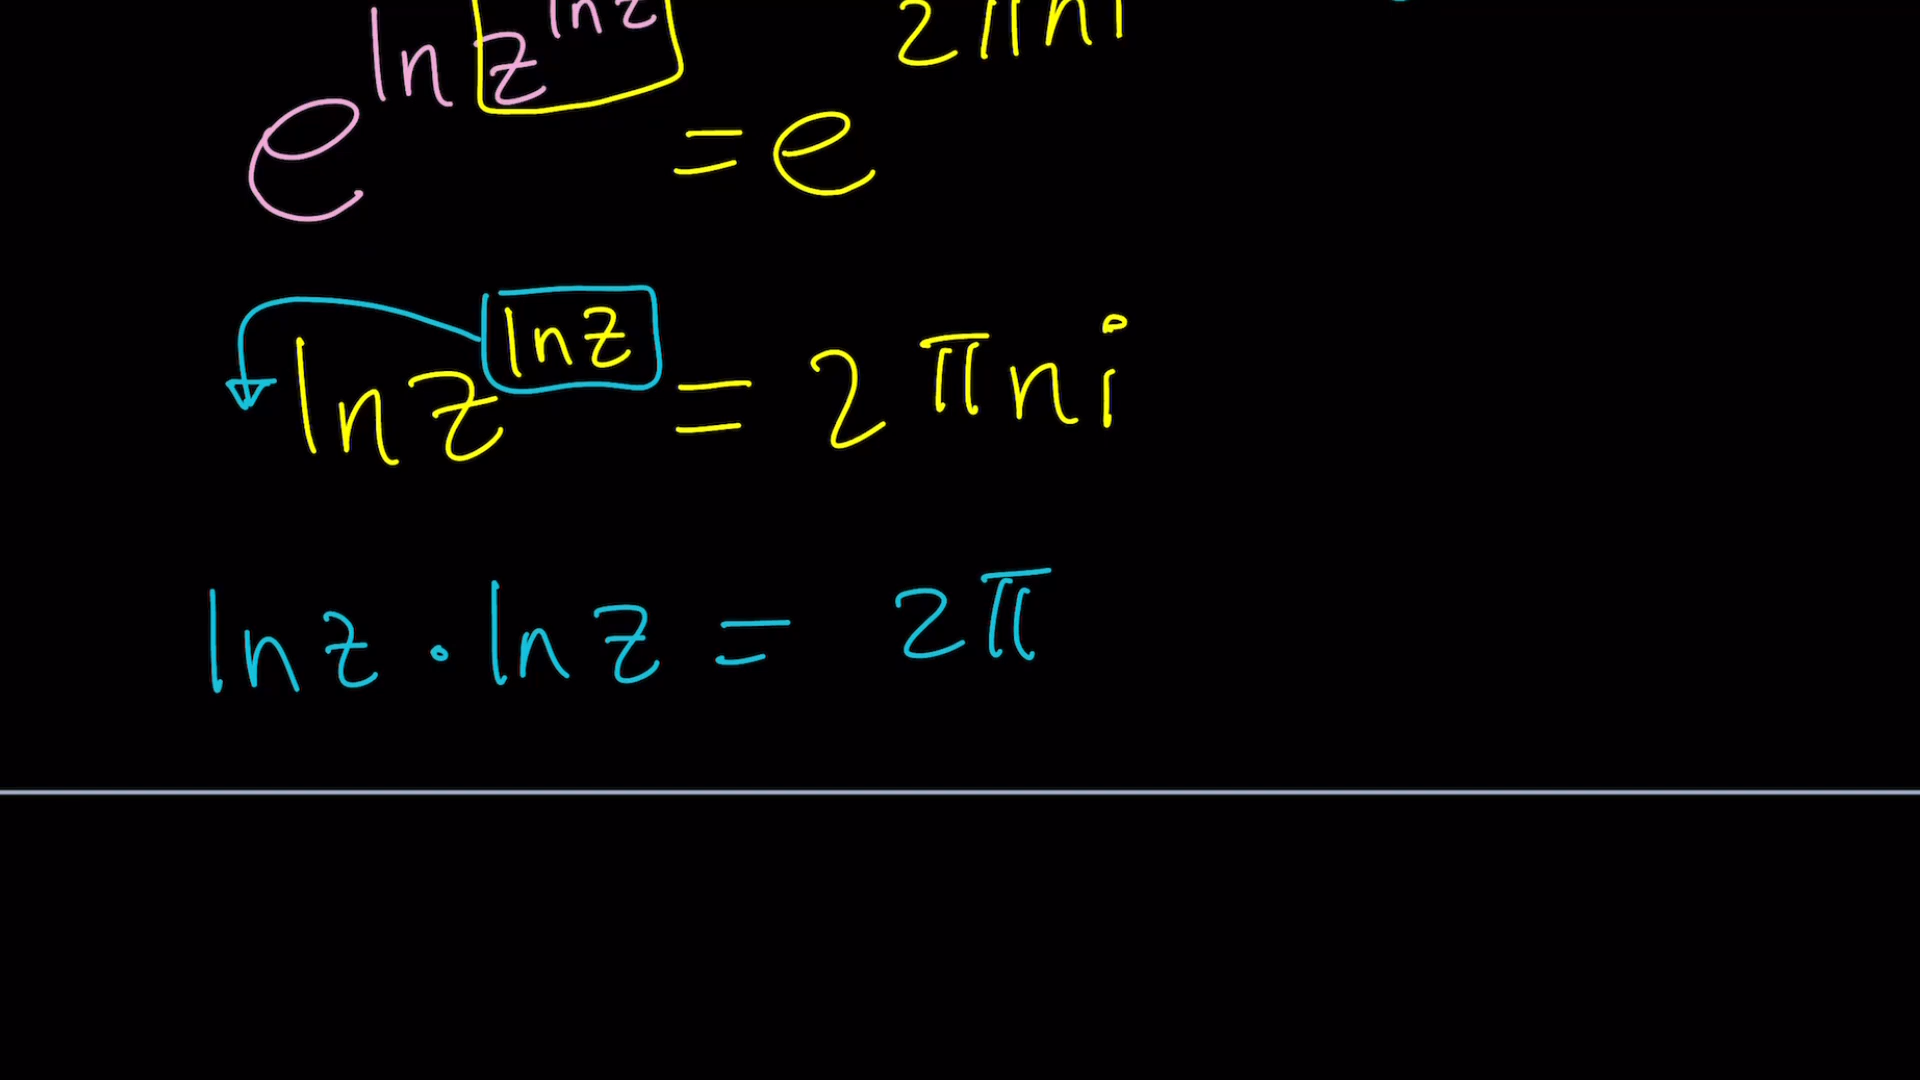 e^{ln z^{ln z}} = e^{2πni}
ln z^{ln z} = 2πni
ln z · ln z = 2π